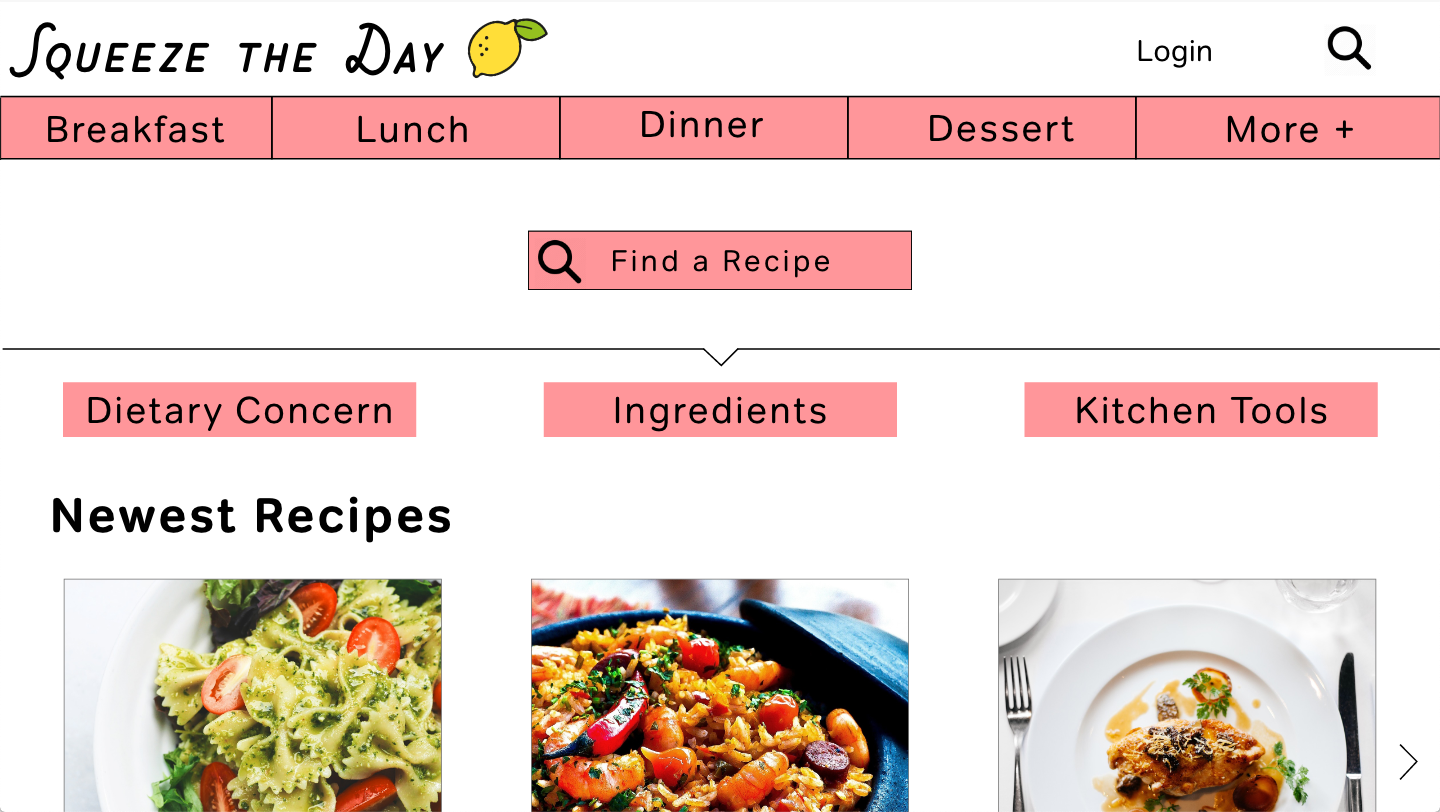 Squeeze the Day
Login
Breakfast
Lunch
Dinner
Dessert
More +
Find a Recipe
Dietary Concern
Ingredients
Kitchen Tools
Newest Recipes